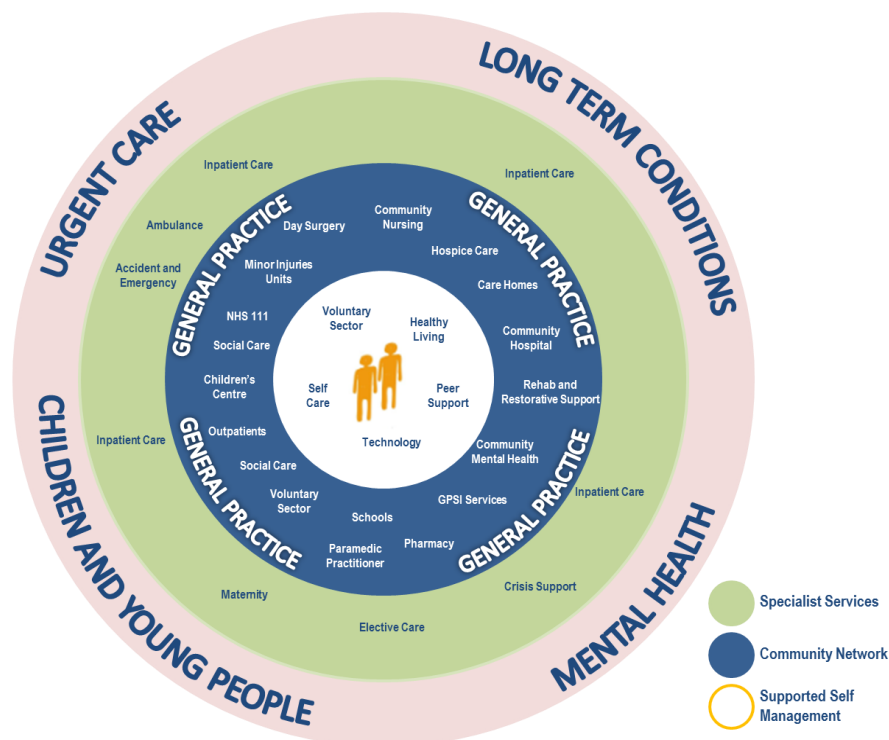 LONG TERM CONDITIONS
URGENT CARE
CHILDREN AND YOUNG PEOPLE
MENTAL HEALTH
Inpatient Care
Inpatient Care
Ambulance
Accident and
Emergency
Inpatient Care
Inpatient Care
Maternity
Crisis Support
Elective Care
GENERAL PRACTICE
GENERAL PRACTICE
GENERAL PRACTICE
GENERAL PRACTICE
Day Surgery
Community
Nursing
Hospice Care
Minor Injuries
Units
Care Homes
NHS 111
Social Care
Community
Hospital
Children's
Centre
Rehab and
Restorative Support
Outpatients
Social Care
Community
Mental Health
Voluntary
Sector
GPSI Services
Schools
Paramedic
Practitioner
Pharmacy
Voluntary
Sector
Healthy
Living
Self
Care
Peer
Support
Technology
Specialist Services
Community Network
Supported Self
Management